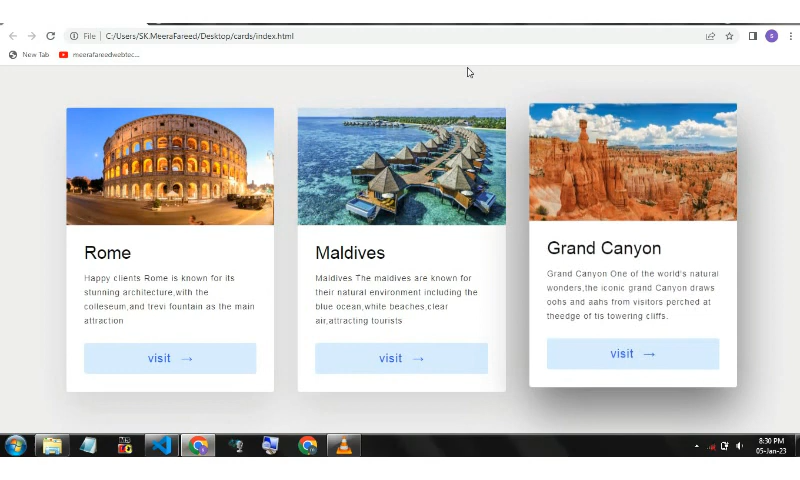 File C:/Users/SK.MeeraFareed/Desktop/cards/index.html
S
New Tab meerafareedwebtec...
Rome
Happy clients Rome is known for its
stunning architecture,with the
colleseum,and trevi fountain as the main
attraction
visit →
Maldives
Maldives The maldives are known for
their natural environment including the
blue ocean,white beaches,clear
air,attracting tourists
visit →
Grand Canyon
Grand Canyon One of the world's natural
wonders,the iconic grand Canyon draws
oohs and aahs from visitors perched at
theedge of tis towering cliffs.
visit →
8:30 PM
05-Jan-23